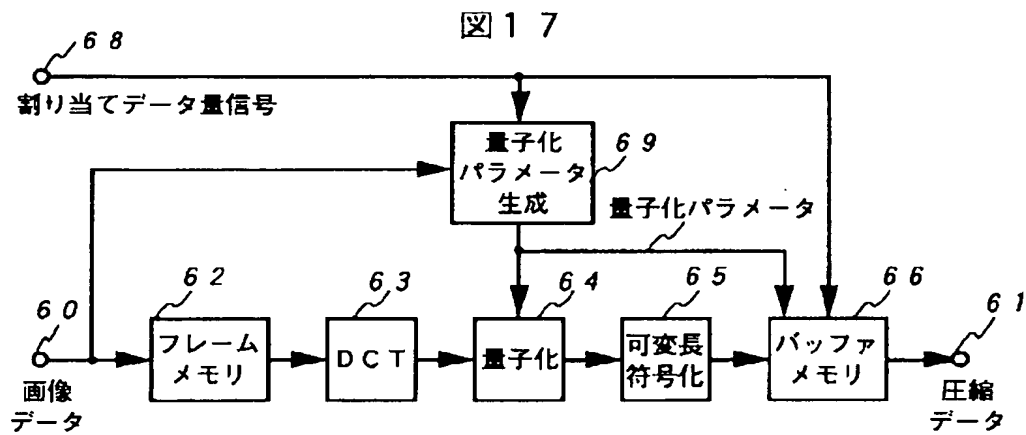 図17
68
割り当てデータ量信号
量子化
パラメータ
生成
69
量子化パラメータ
60
62
63
64
65
66
61
フレーム
メモリ
DCT
量子化
可変長
符号化
バッファ
メモリ
画像
データ
圧縮
データ